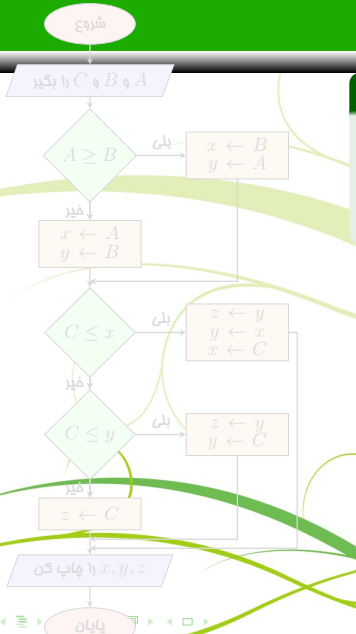 شروع
A و B و C را بگیر
A ≥ B
بلی
x ← B
y ← A
خیر
x ← A
y ← B
C ≤ x
بلی
z ← y
y ← x
x ← C
خیر
C ≤ y
بلی
z ← y
y ← C
خیر
z ← C
x, y, z را چاپ کن
پایان